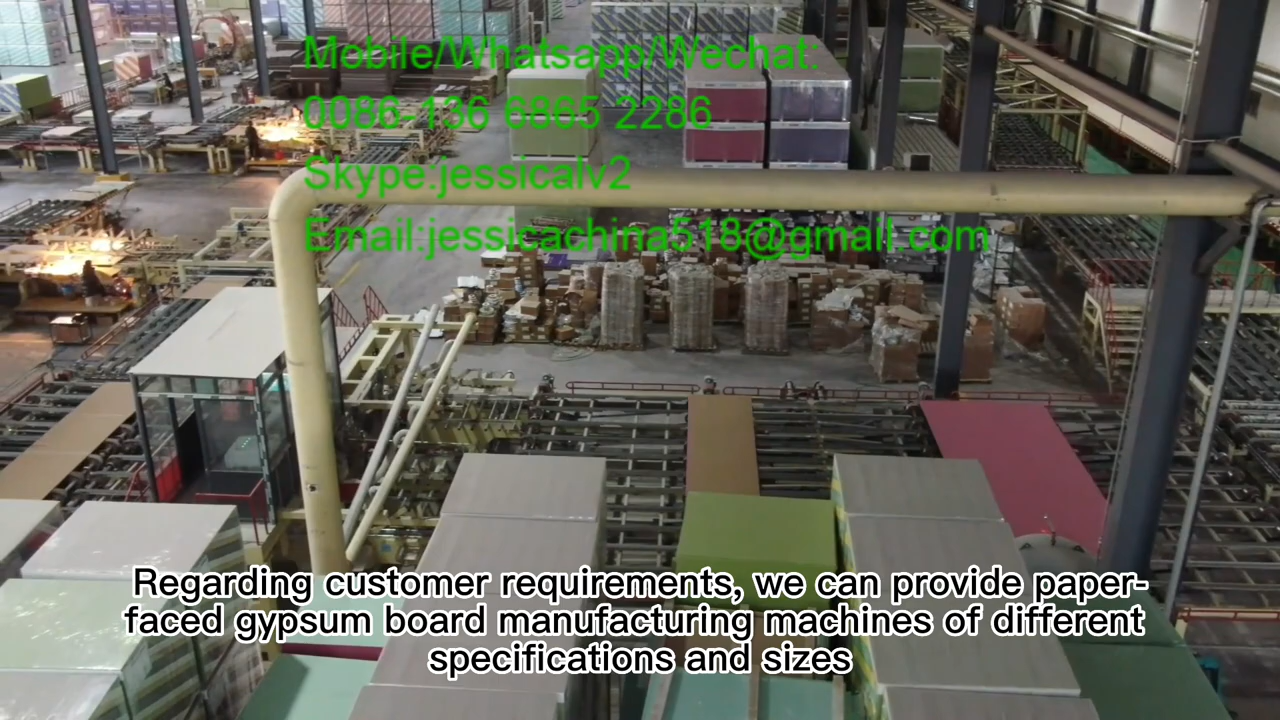 Mobile/Whatsapp/Wechat:
0086-136 6865 2286
Skype:jessicalv2
Email:jessicachina518@gmail.com
Regarding customer requirements, we can provide paper-
faced gypsum board manufacturing machines of different
specifications and sizes